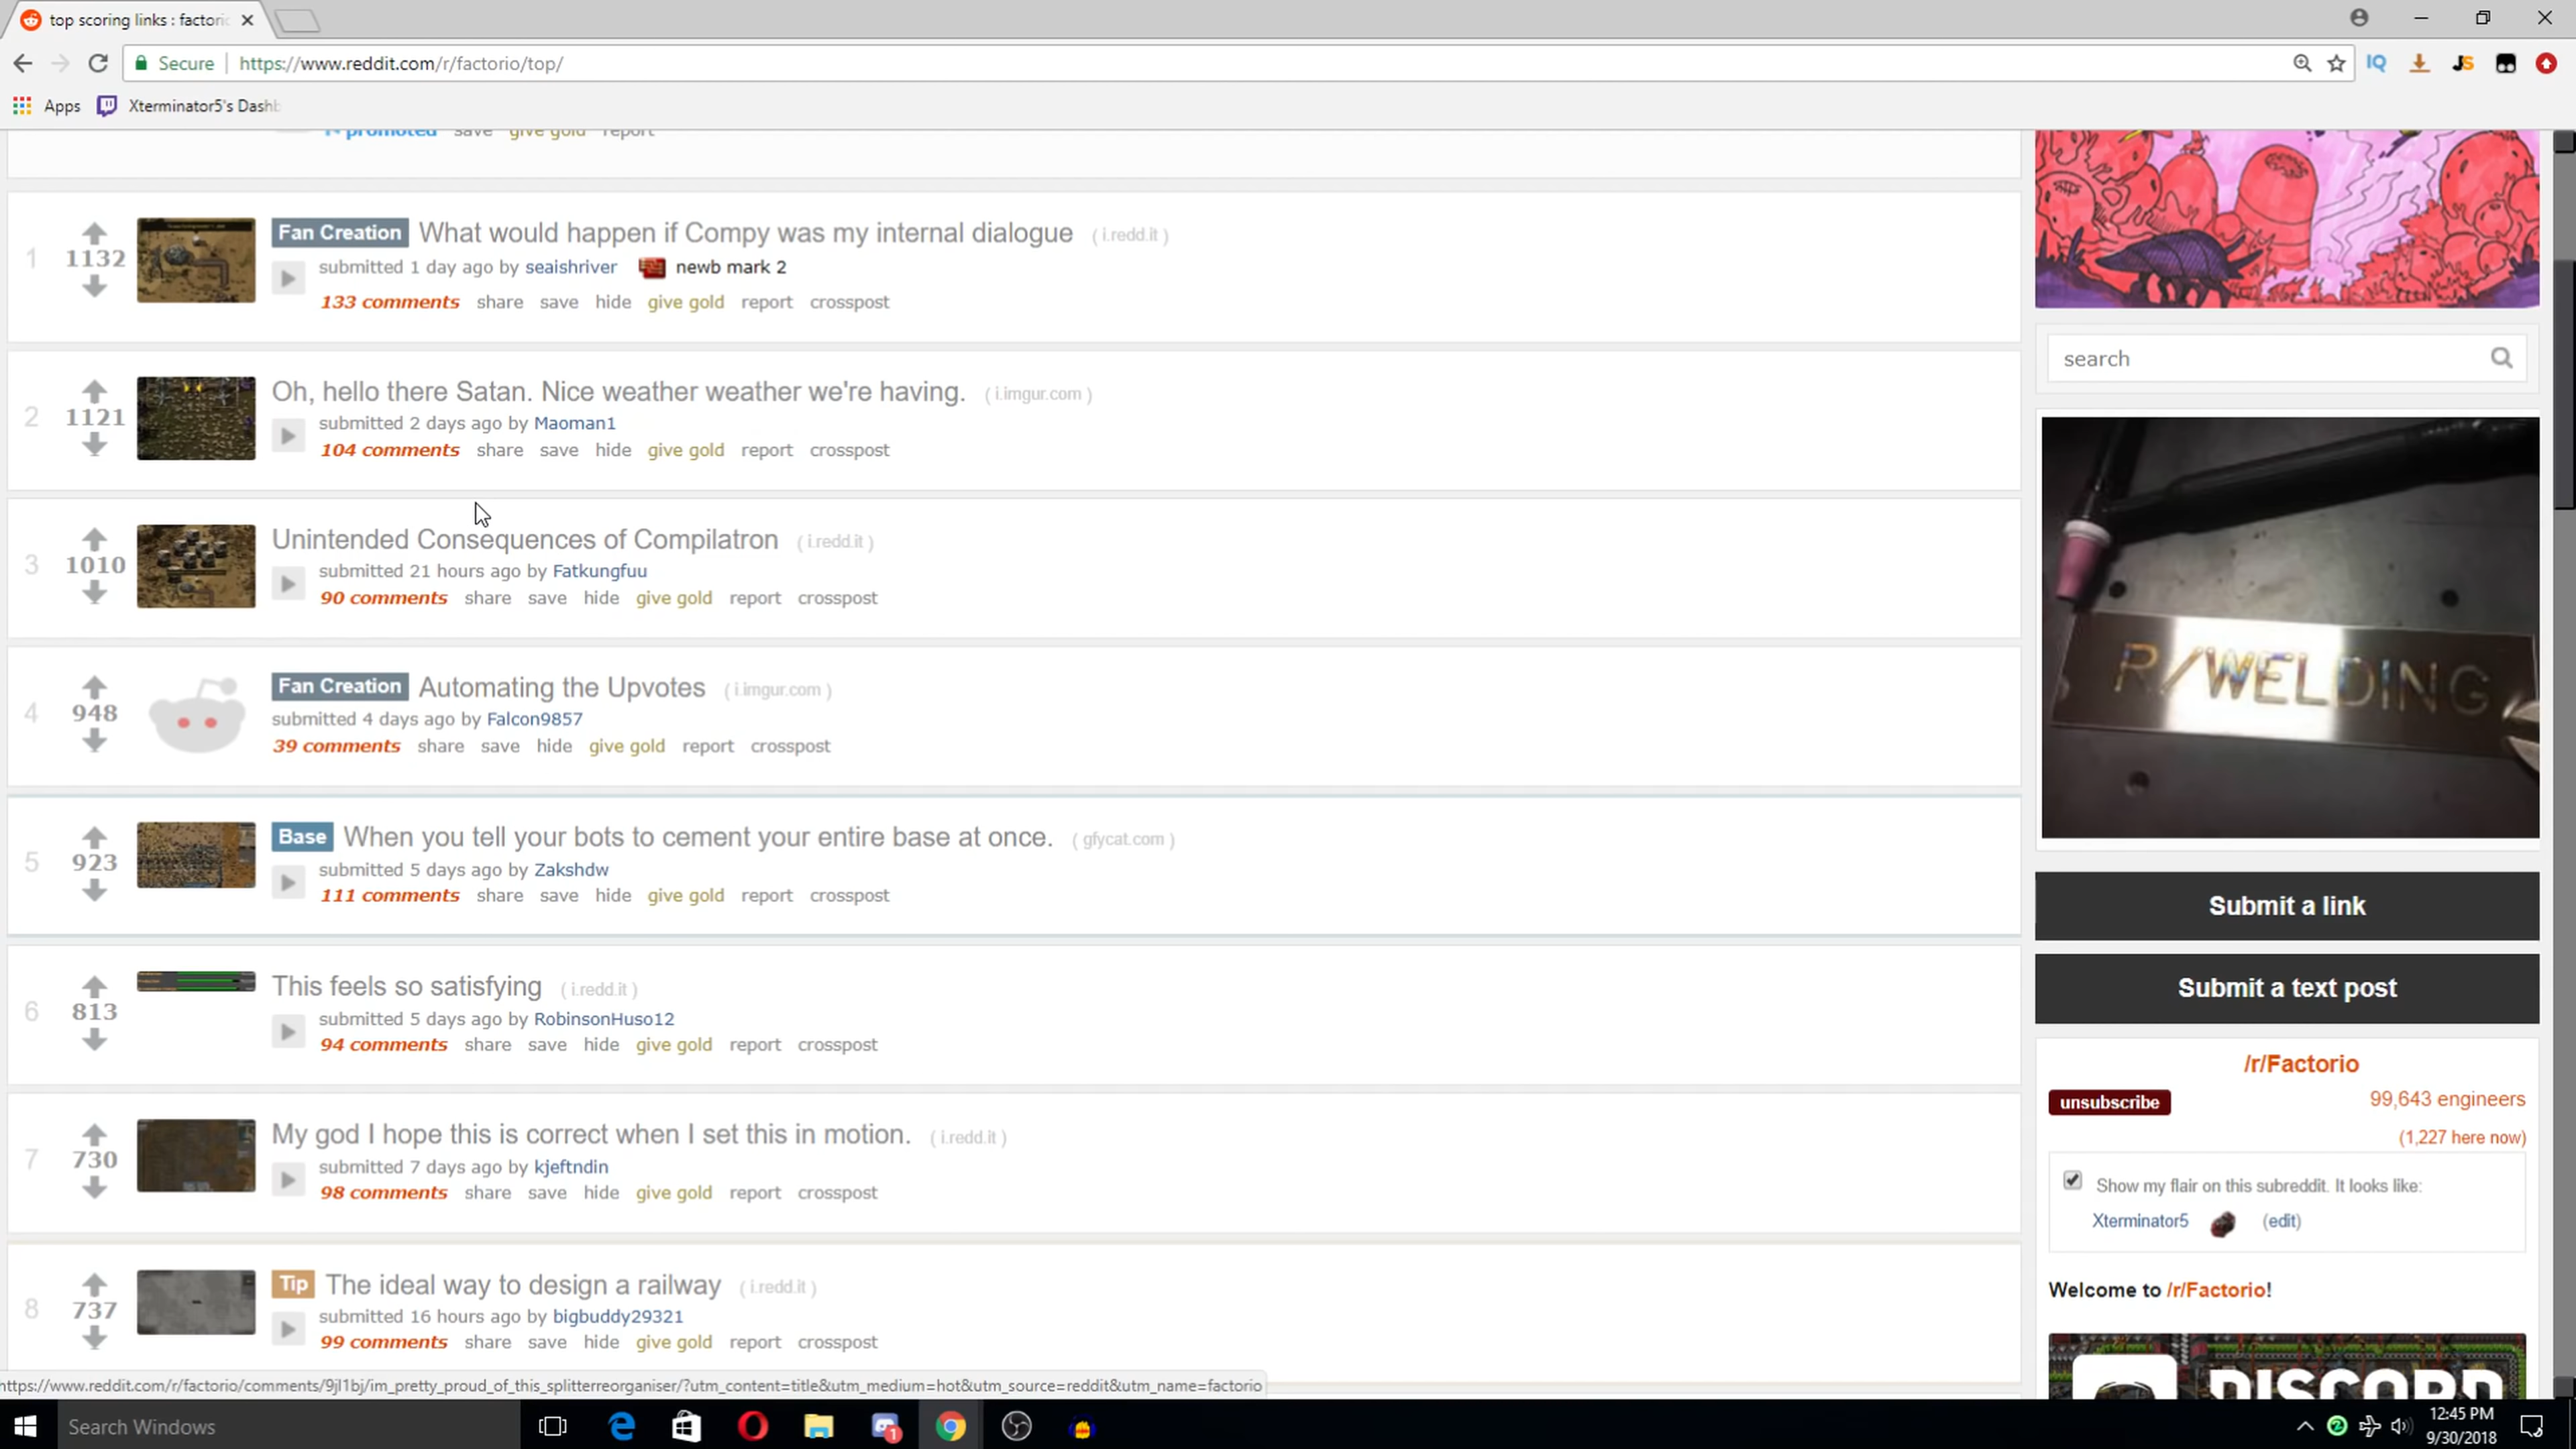 top scoring links : factorio
Secure | https://www.reddit.com/r/factorio/top/
IQ
JS
Apps
Xterminator5's Dashb
promoted save give gold report
1
1132
Fan Creation What would happen if Compy was my internal dialogue ( i.redd.it )
submitted 1 day ago by seaishriver newb mark 2
133 comments share save hide give gold report crosspost
2
1121
Oh, hello there Satan. Nice weather weather we're having. ( i.imgur.com )
submitted 2 days ago by Maoman1
104 comments share save hide give gold report crosspost
3
1010
Unintended Consequences of Compilatron ( i.redd.it )
submitted 21 hours ago by Fatkungfuu
90 comments share save hide give gold report crosspost
4
948
Fan Creation Automating the Upvotes ( i.imgur.com )
submitted 4 days ago by Falcon9857
39 comments share save hide give gold report crosspost
5
923
Base When you tell your bots to cement your entire base at once. ( gfycat.com )
submitted 5 days ago by Zakshdw
111 comments share save hide give gold report crosspost
6
813
This feels so satisfying ( i.redd.it )
submitted 5 days ago by RobinsonHuso12
94 comments share save hide give gold report crosspost
7
730
My god I hope this is correct when I set this in motion. ( i.redd.it )
submitted 7 days ago by kjeftndin
98 comments share save hide give gold report crosspost
8
737
Tip The ideal way to design a railway ( i.redd.it )
submitted 16 hours ago by bigbuddy29321
99 comments share save hide give gold report crosspost
search
R/WELDING
Submit a link
Submit a text post
/r/Factorio
unsubscribe 99,643 engineers
(1,227 here now)
Show my flair on this subreddit. It looks like:
Xterminator5 (edit)
Welcome to /r/Factorio!
DISCORD
https://www.reddit.com/r/factorio/comments/9jl1bj/im_pretty_proud_of_this_splitterreorganiser/?utm_content=title&utm_medium=hot&utm_source=reddit&utm_name=factorio
Search Windows
1
12:45 PM
9/30/2018